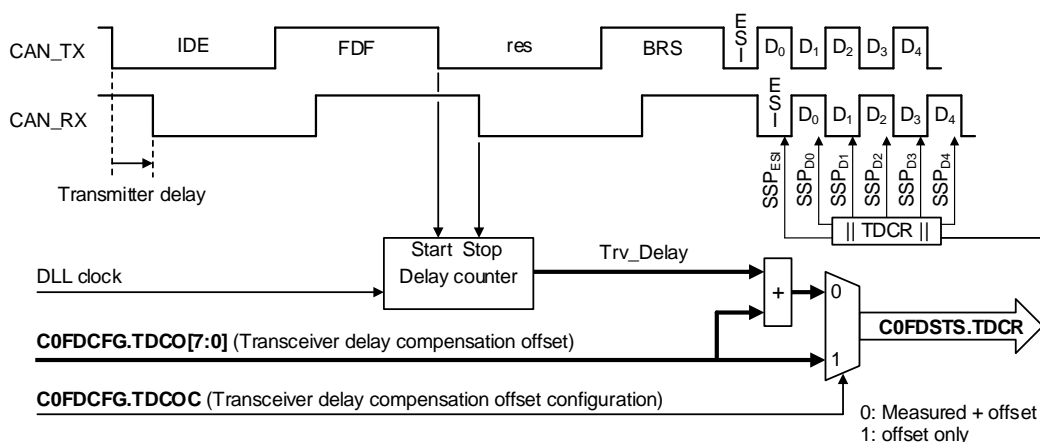 CAN_TX IDE FDF res BRS ESI D0 D1 D2 D3 D4
CAN_RX ESI D0 D1 D2 D3 D4
Transmitter delay
SSPESI SSPD0 SSPD1 SSPD2 SSPD3 SSPD4
|| TDCR ||
Start Stop
Delay counter
Trv_Delay
DLL clock
+
0
C0FDCFG.TDCO[7:0] (Transceiver delay compensation offset)
1
C0FDSTS.TDCR
C0FDCFG.TDCOC (Transceiver delay compensation offset configuration)
0: Measured + offset
1: offset only